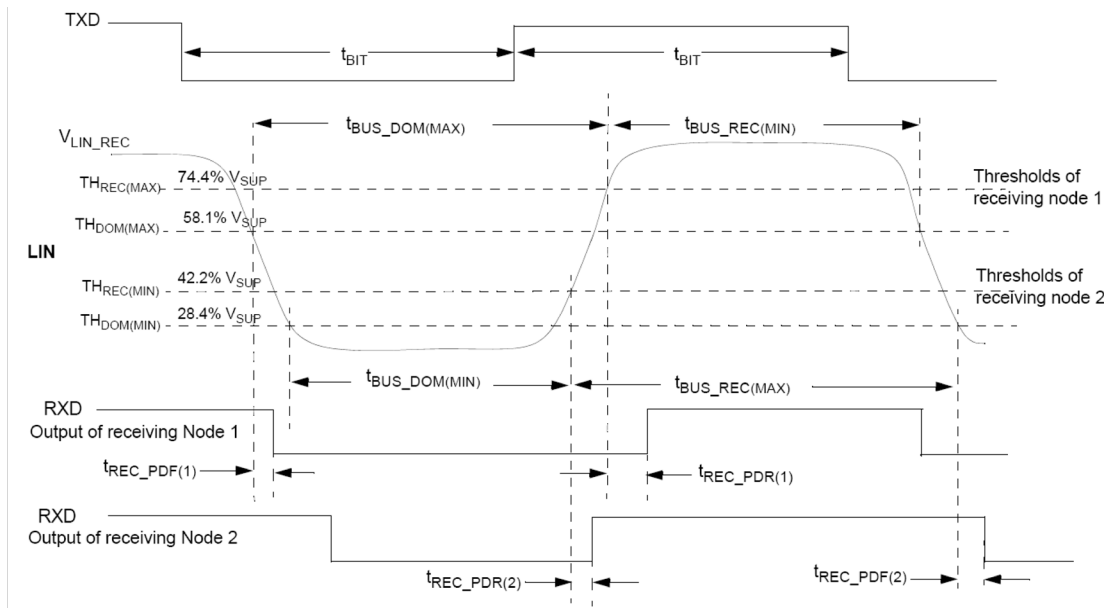 TXD
tBIT tBIT
tBUS_DOM(MAX) tBUS_REC(MIN)
VLIN_REC
THREC(MAX) 74.4% VSUP
Thresholds of
receiving node 1
THDOM(MAX) 58.1% VSUP
LIN
THREC(MIN) 42.2% VSUP
Thresholds of
receiving node 2
THDOM(MIN) 28.4% VSUP
tBUS_DOM(MIN) tBUS_REC(MAX)
RXD
Output of receiving Node 1
tREC_PDF(1) tREC_PDR(1)
RXD
Output of receiving Node 2
tREC_PDR(2) tREC_PDF(2)